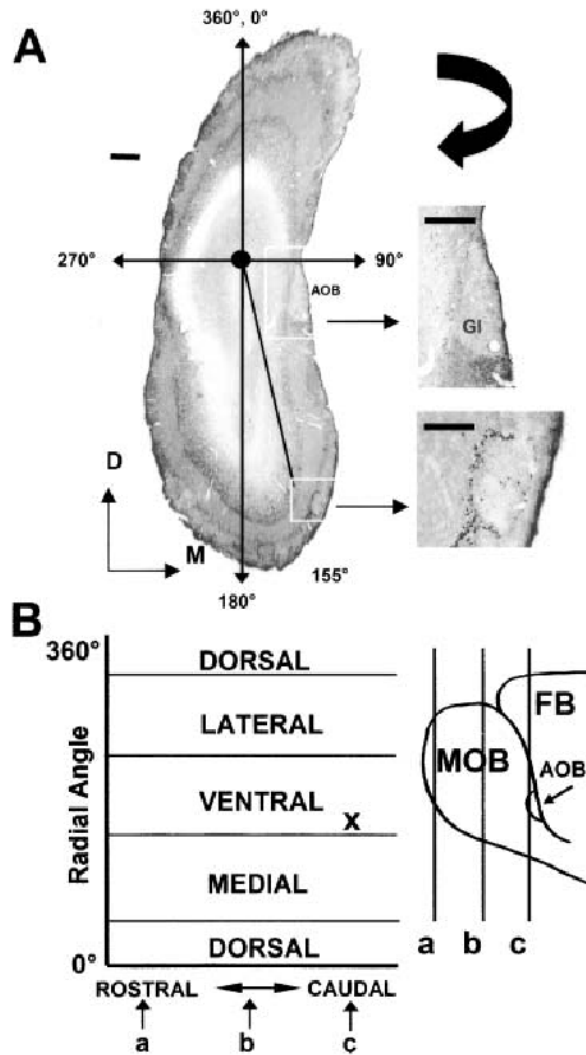 A
360°, 0°
270°
90°
AOB
Gl
D
M
155°
180°
B
360°
DORSAL
LATERAL
VENTRAL
X
MEDIAL
DORSAL
0°
Radial Angle
ROSTRAL
CAUDAL
a
b
c
FB
MOB
AOB
a
b
c